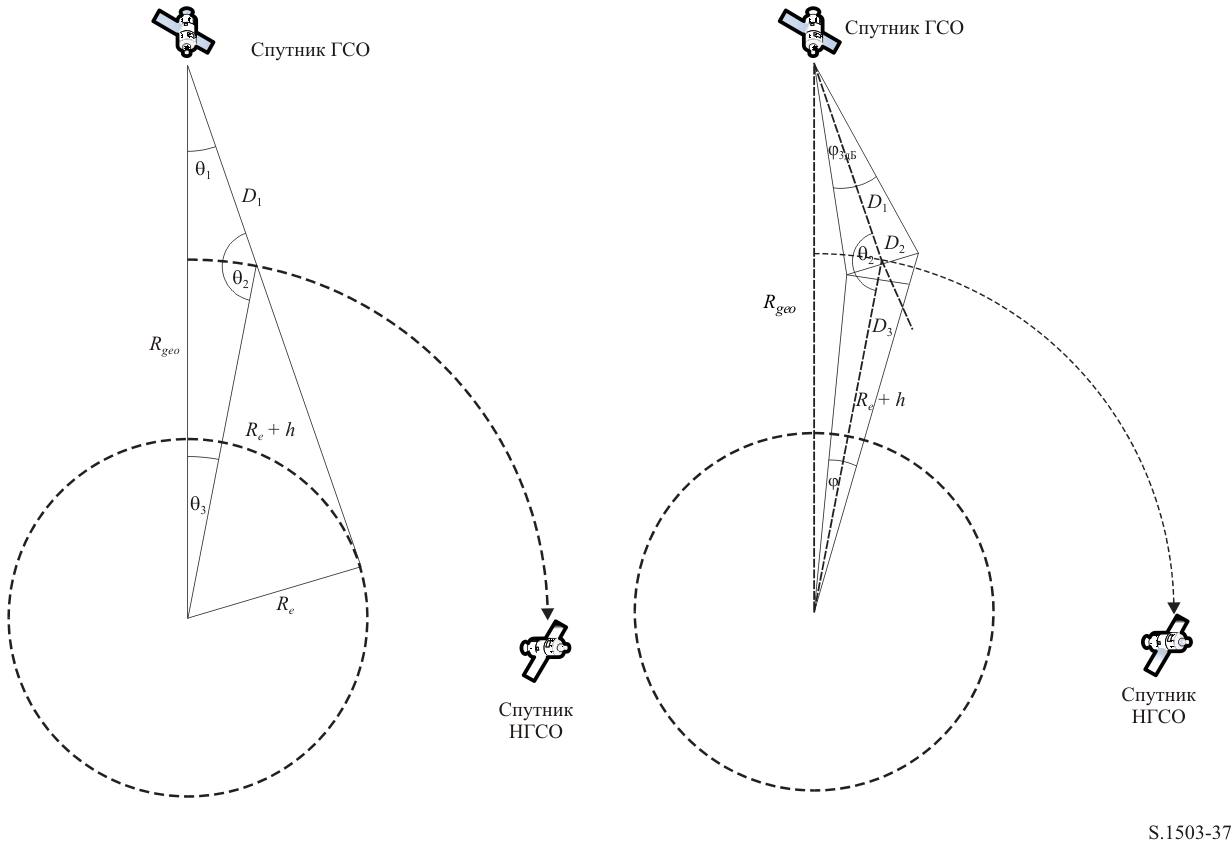 Спутник ГСО
θ1
D1
θ2
Rgeo
Re + h
θ3
Re
Спутник
НГСО
Спутник ГСО
φ3дБ
D1
D2
θ2
Rgeo
D3
Re + h
φ
Спутник
НГСО
S.1503-37